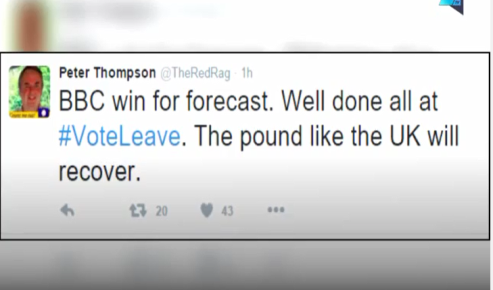 Peter Thompson @TheRedRag · 1h
BBC win for forecast. Well done all at
#VoteLeave. The pound like the UK will
recover.
20 43